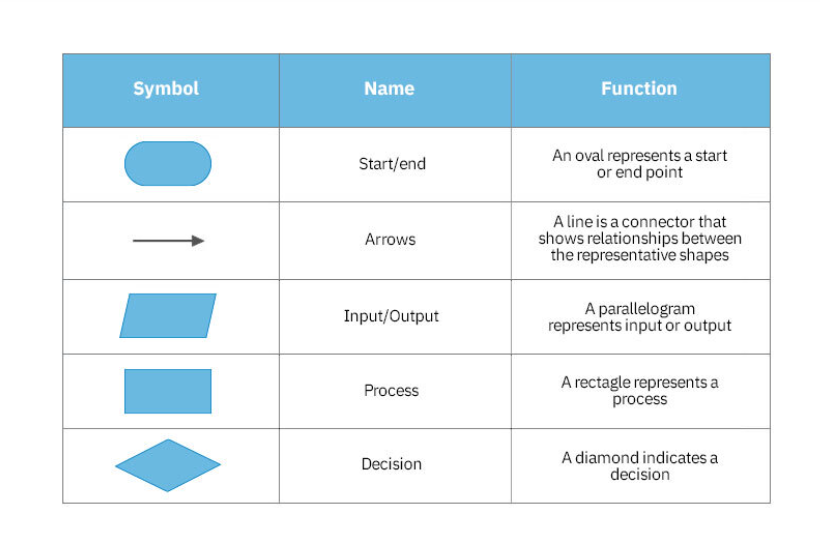 Symbol
Name
Function
Start/end
An oval represents a start
or end point
Arrows
A line is a connector that
shows relationships between
the representative shapes
Input/Output
A parallelogram
represents input or output
Process
A rectagle represents a
process
Decision
A diamond indicates a
decision